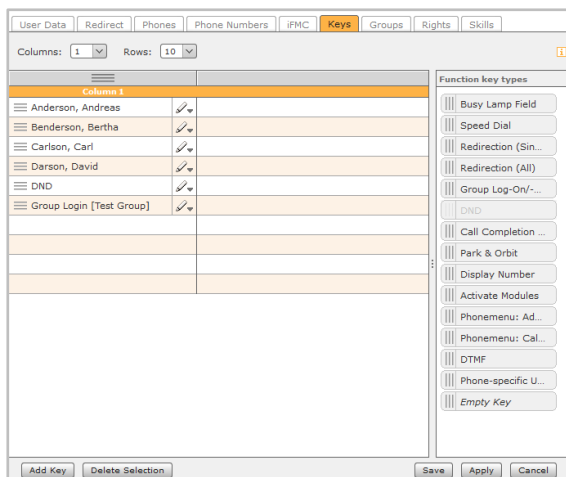 User Data Redirect Phones Phone Numbers iFMC Keys Groups Rights Skills
Columns: 1 Rows: 10
Function key types
Column 1
Anderson, Andreas
Benderson, Bertha
Carlson, Carl
Darson, David
DND
Group Login [Test Group]
Busy Lamp Field
Speed Dial
Redirection (Sin...
Redirection (All)
Group Log-On/-...
DND
Call Completion ...
Park & Orbit
Display Number
Activate Modules
Phonemenu: Ad...
Phonemenu: Cal...
DTMF
Phone-specific U...
Empty Key
Add Key Delete Selection Save Apply Cancel